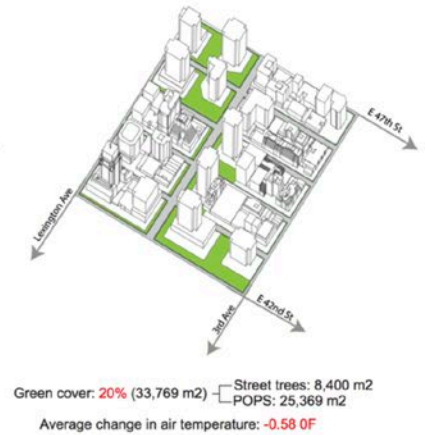 E 47th St
Lexington Ave
E 42nd St
3rd Ave
Green cover: 20% (33,769 m2)
Street trees: 8,400 m2
POPS: 25,369 m2
Average change in air temperature: -0.58 0F